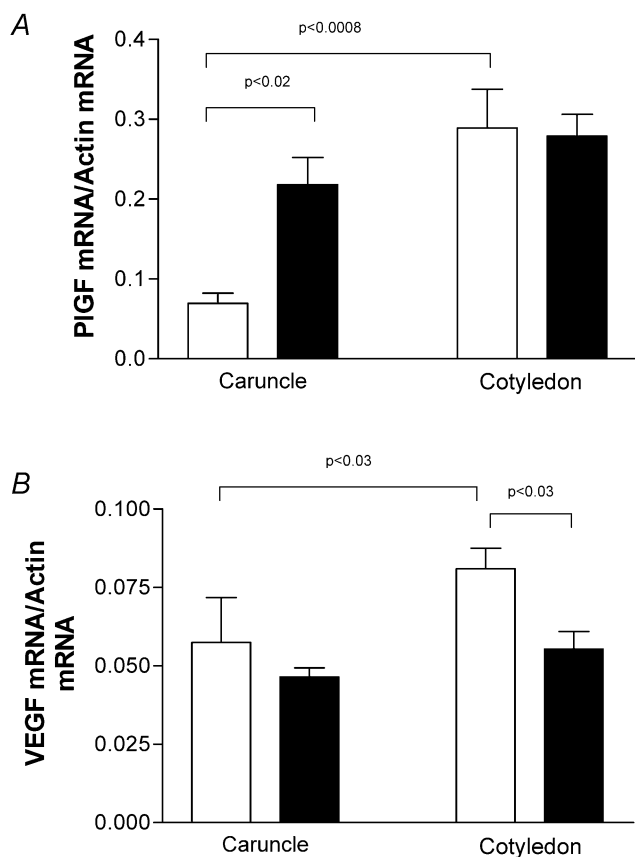 A
p<0.0008
p<0.02
PIGF mRNA/Actin mRNA
0.4
0.3
0.2
0.1
0.0
Caruncle
Cotyledon
B
p<0.03
p<0.03
VEGF mRNA/Actin
mRNA
0.100
0.075
0.050
0.025
0.000
Caruncle
Cotyledon